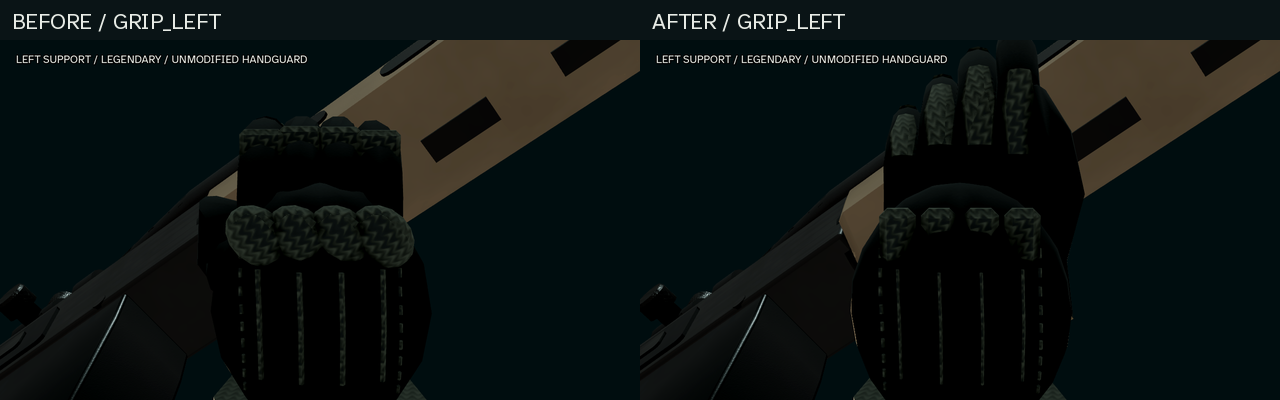 BEFORE / GRIP_LEFT
LEFT SUPPORT / LEGENDARY / UNMODIFIED HANDGUARD
AFTER / GRIP_LEFT
LEFT SUPPORT / LEGENDARY / UNMODIFIED HANDGUARD